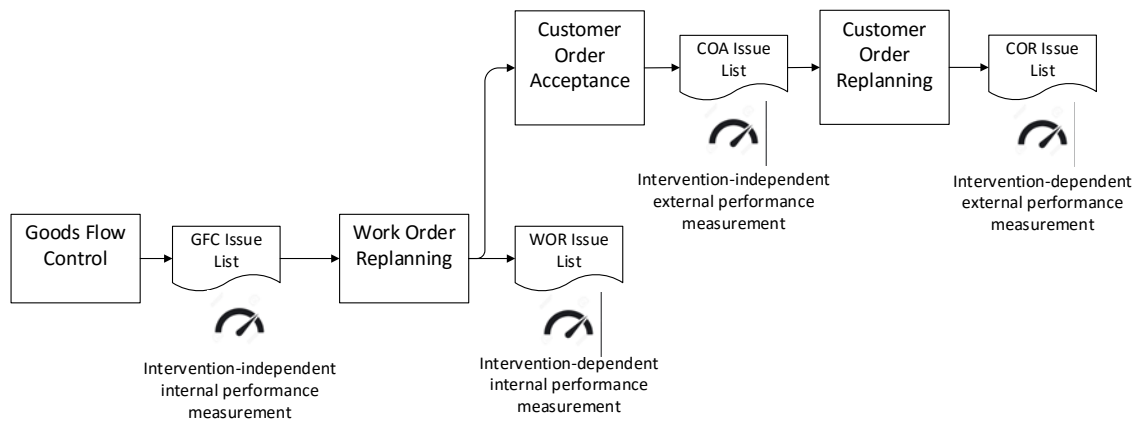 Customer
Order
Acceptance
COA Issue
List
Customer
Order
Replanning
COR Issue
List
Intervention-independent
external performance
measurement
Intervention-dependent
external performance
measurement
Goods Flow
Control
GFC Issue
List
Work Order
Replanning
WOR Issue
List
Intervention-independent
internal performance
measurement
Intervention-dependent
internal performance
measurement